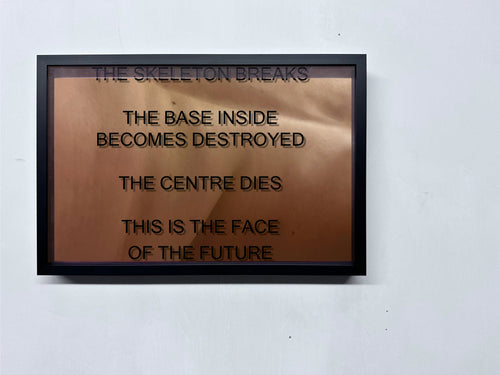 THE SKELETON BREAKS
THE BASE INSIDE
BECOMES DESTROYED
THE CENTRE DIES
THIS IS THE FACE
OF THE FUTURE